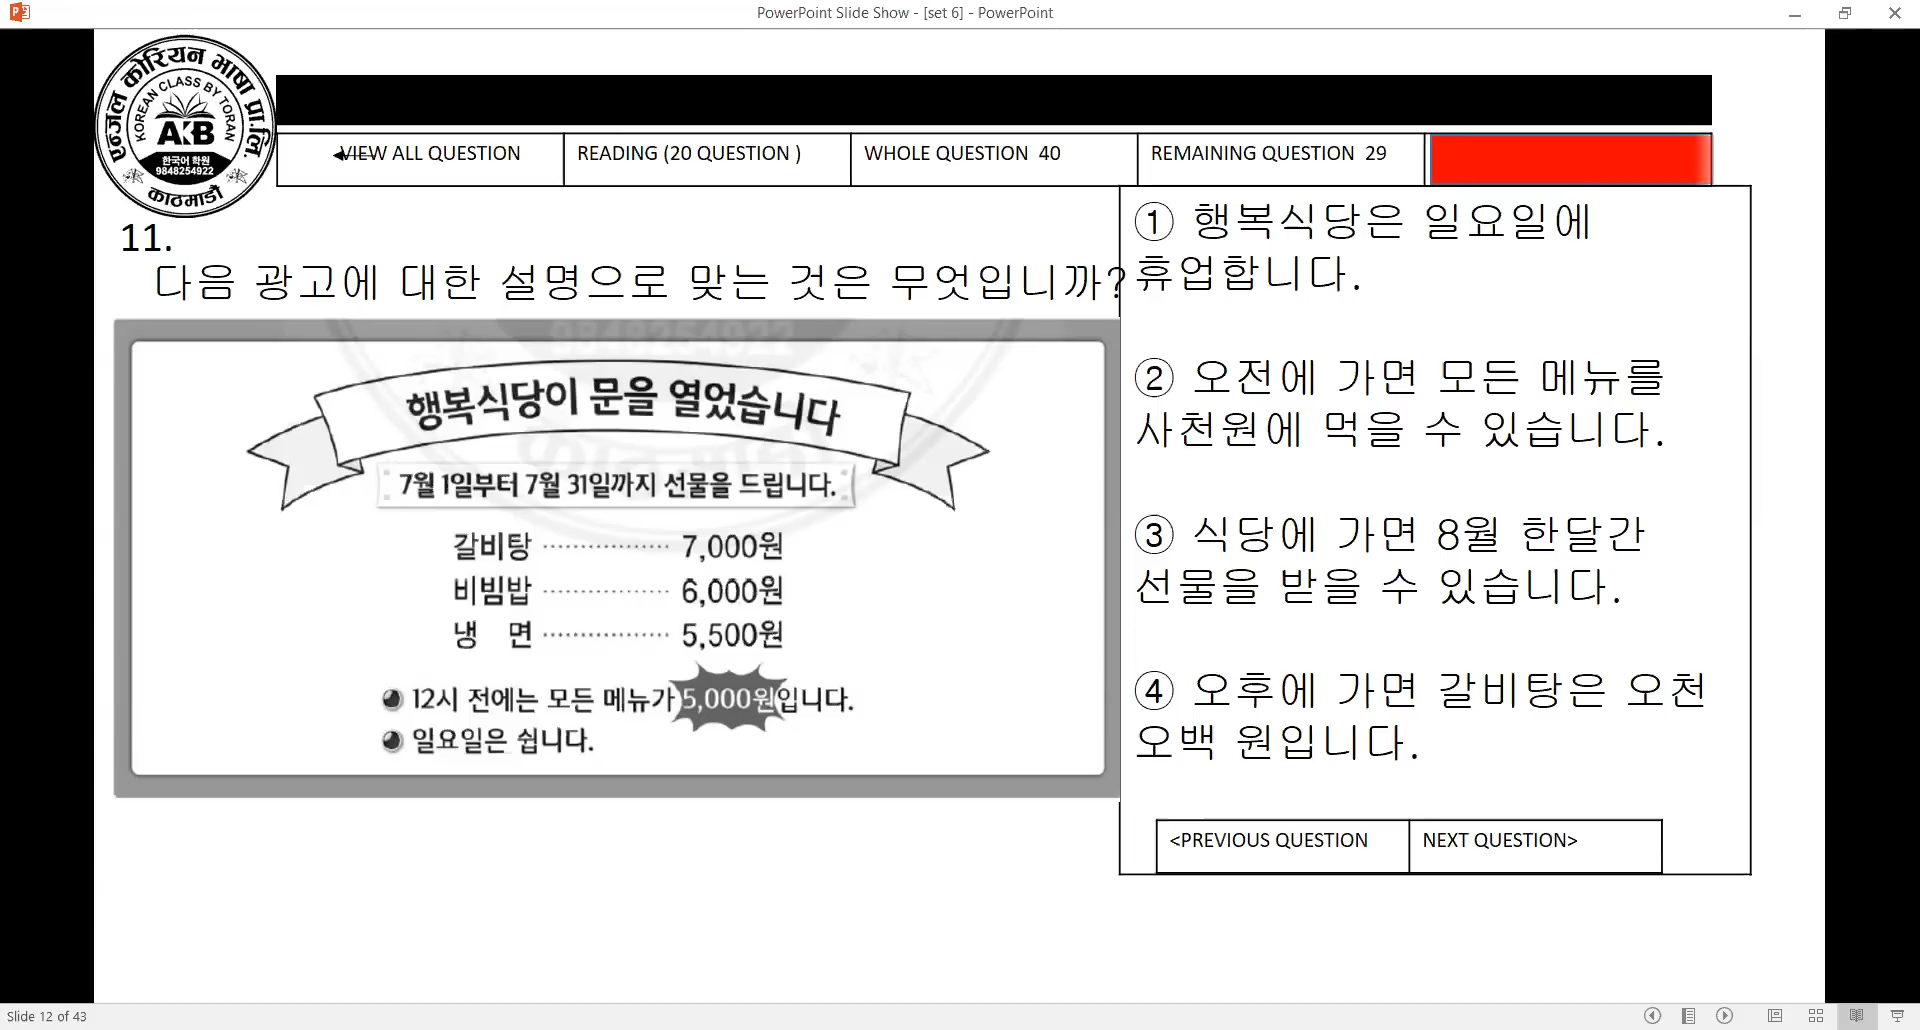 PowerPoint Slide Show - [set 6] - PowerPoint
एन्जल कोरियन भाषा प्रा.लि.
KOREAN CLASS BY TORAN
AKB
한국어 학원
9848254922
काठमाडौं
VIEW ALL QUESTION
READING (20 QUESTION )
WHOLE QUESTION 40
REMAINING QUESTION 29
11.
다음 광고에 대한 설명으로 맞는 것은 무엇입니까?
행복식당이 문을 열었습니다
7월 1일부터 7월 31일까지 선물을 드립니다.
갈비탕 ················ 7,000원
비빔밥 ················ 6,000원
냉 면 ················ 5,500원
12시 전에는 모든 메뉴가 5,000원입니다.
일요일은 쉽니다.
① 행복식당은 일요일에
휴업합니다.
② 오전에 가면 모든 메뉴를
사천원에 먹을 수 있습니다.
③ 식당에 가면 8월 한달간
선물을 받을 수 있습니다.
④ 오후에 가면 갈비탕은 오천
오백 원입니다.
<PREVIOUS QUESTION
NEXT QUESTION>
Slide 12 of 43